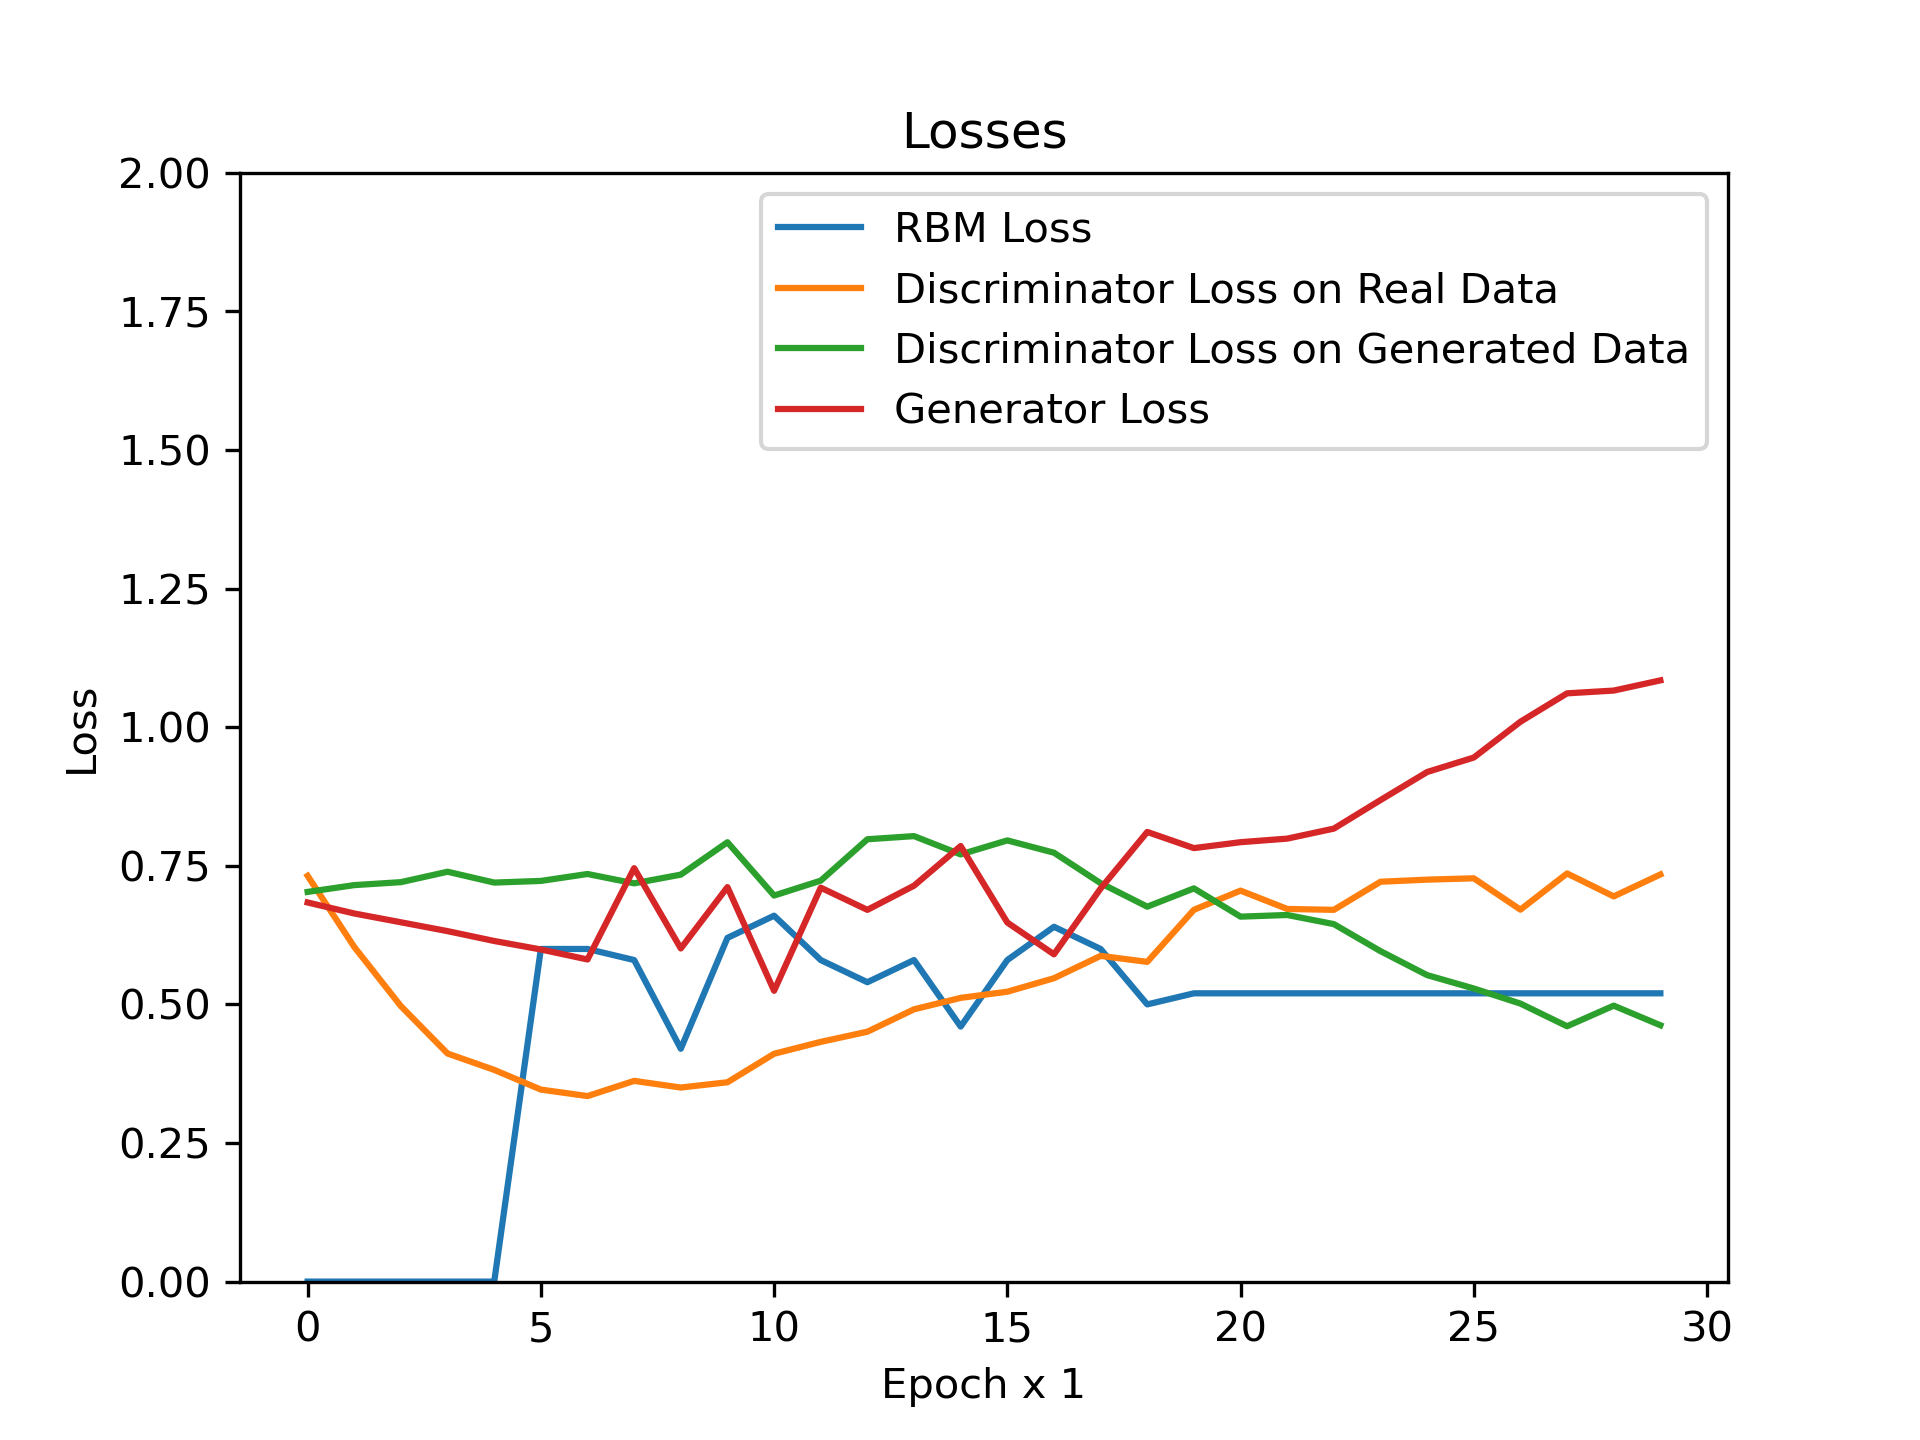 Losses
2.00
1.75
1.50
1.25
1.00
0.75
0.50
0.25
0.00
Loss
RBM Loss
Discriminator Loss on Real Data
Discriminator Loss on Generated Data
Generator Loss
0 5 10 15 20 25 30
Epoch x 1